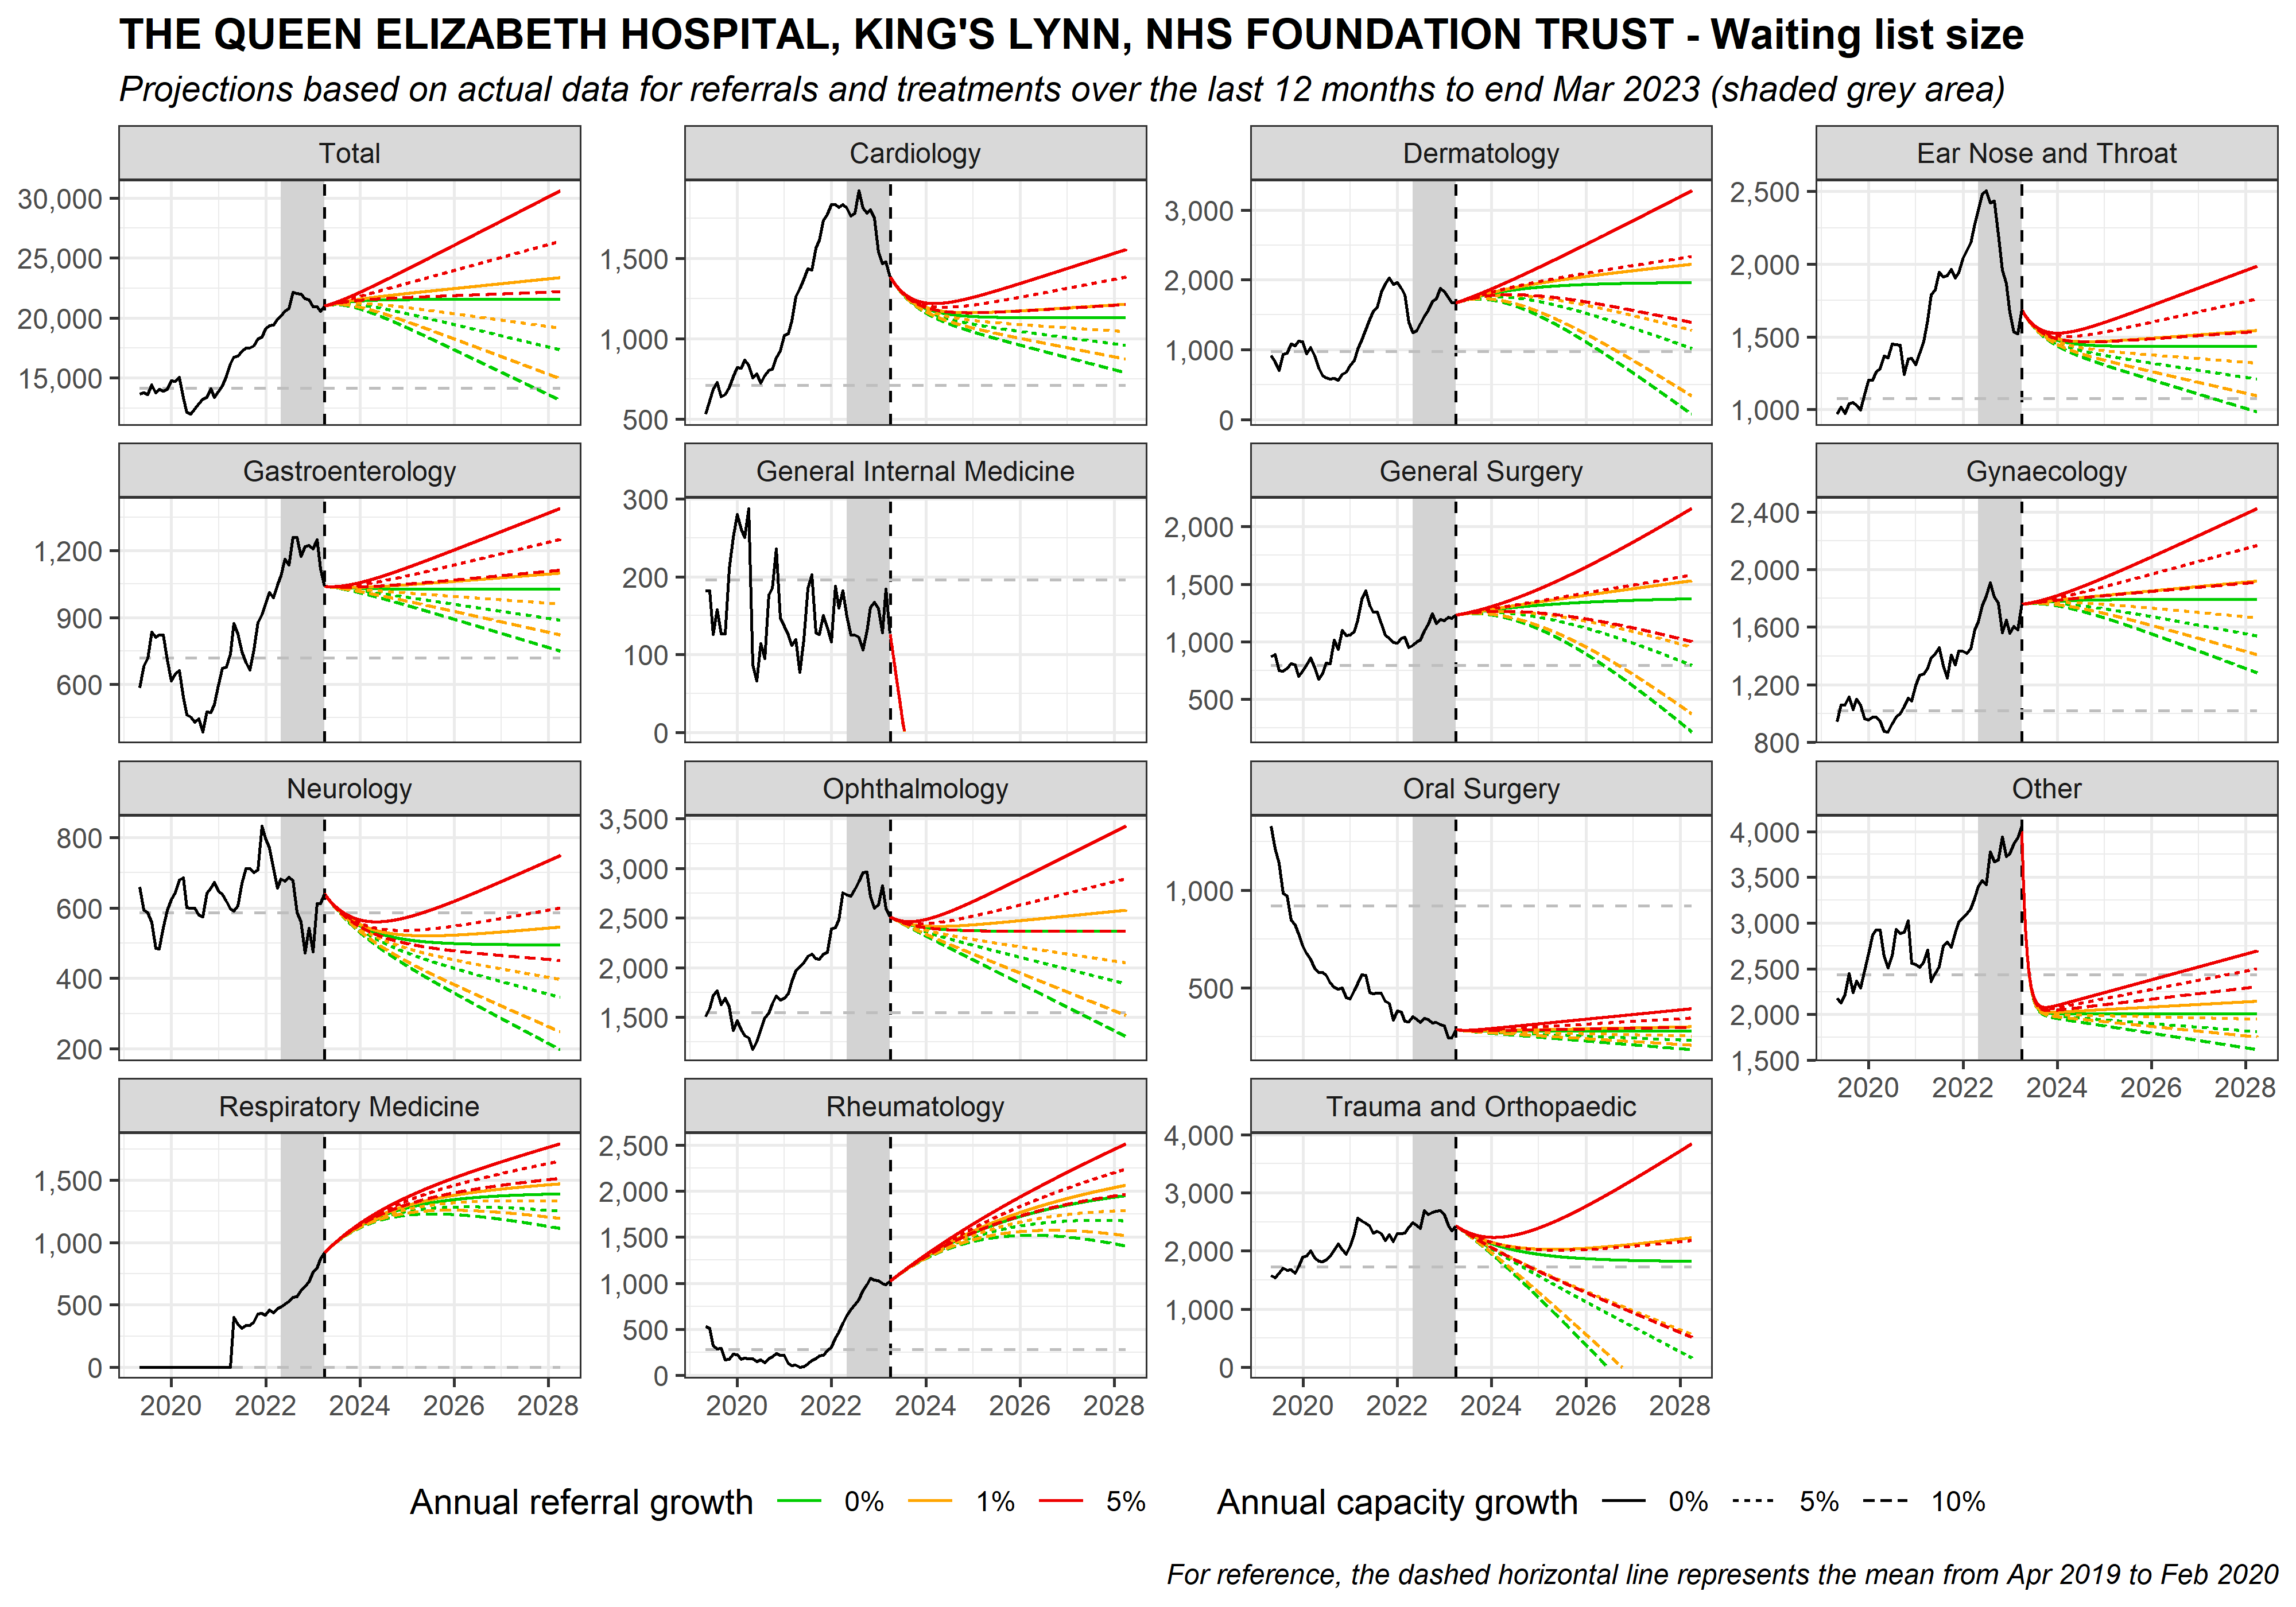 THE QUEEN ELIZABETH HOSPITAL, KING'S LYNN, NHS FOUNDATION TRUST - Waiting list size
Projections based on actual data for referrals and treatments over the last 12 months to end Mar 2023 (shaded grey area)
Total
30,000
25,000
20,000
15,000
Cardiology
1,500
1,000
500
Dermatology
3,000
2,000
1,000
0
Ear Nose and Throat
2,500
2,000
1,500
1,000
Gastroenterology
1,200
900
600
General Internal Medicine
300
200
100
0
General Surgery
2,000
1,500
1,000
500
Gynaecology
2,400
2,000
1,600
1,200
800
Neurology
800
600
400
200
Ophthalmology
3,500
3,000
2,500
2,000
1,500
Oral Surgery
1,000
500
Other
4,000
3,500
3,000
2,500
2,000
1,500
2020 2022 2024 2026 2028
Respiratory Medicine
1,500
1,000
500
0
2020 2022 2024 2026 2028
Rheumatology
2,500
2,000
1,500
1,000
500
0
2020 2022 2024 2026 2028
Trauma and Orthopaedic
4,000
3,000
2,000
1,000
0
2020 2022 2024 2026 2028
Annual referral growth 0% 1% 5% Annual capacity growth 0% 5% 10%
For reference, the dashed horizontal line represents the mean from Apr 2019 to Feb 2020